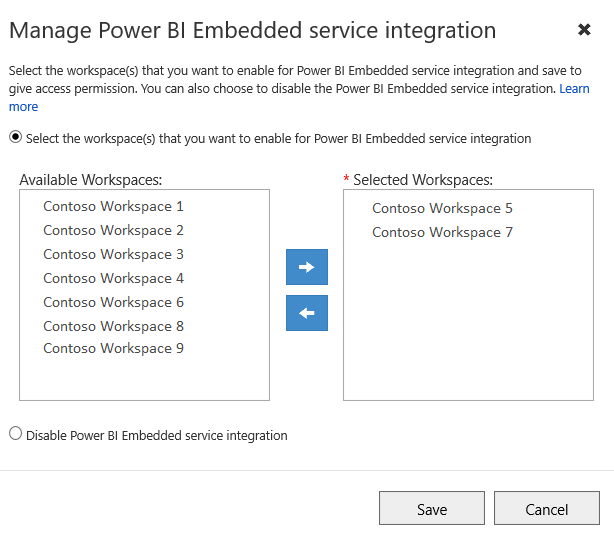 Manage Power BI Embedded service integration
Select the workspace(s) that you want to enable for Power BI Embedded service integration and save to
give access permission. You can also choose to disable the Power BI Embedded service integration. Learn
more
Select the workspace(s) that you want to enable for Power BI Embedded service integration
Available Workspaces:
Contoso Workspace 1
Contoso Workspace 2
Contoso Workspace 3
Contoso Workspace 4
Contoso Workspace 6
Contoso Workspace 8
Contoso Workspace 9
* Selected Workspaces:
Contoso Workspace 5
Contoso Workspace 7
Disable Power BI Embedded service integration
Save
Cancel